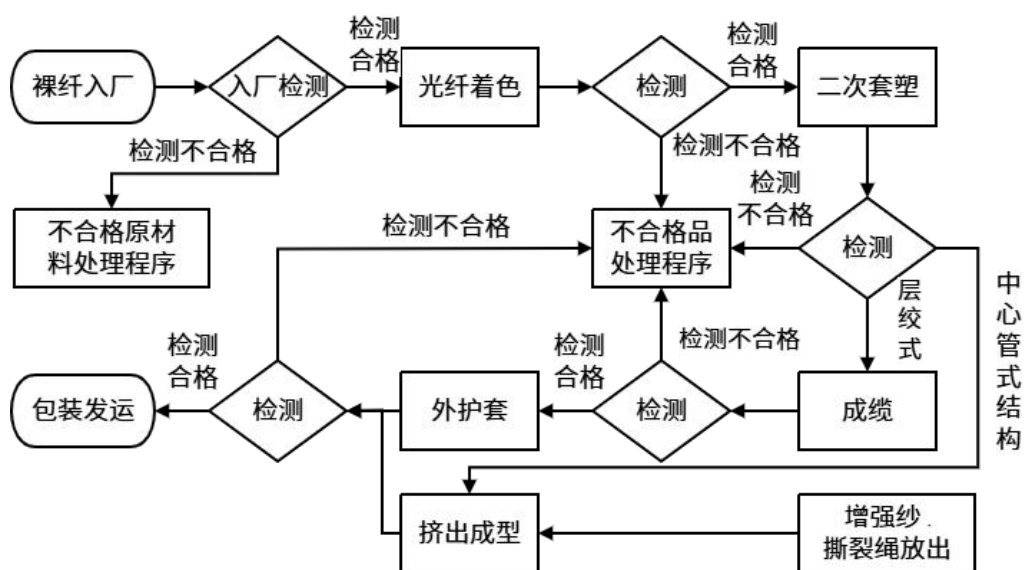 检测
合格
检测
合格
裸纤入厂
入厂检测
光纤着色
检测
二次套塑
检测不合格
检测不合格
检测
不合格
不合格原材
料处理程序
检测不合格
不合格品
处理程序
检测
层绞式
中心管式结构
检测
合格
检测
合格
检测不合格
包装发运
检测
外护套
检测
成缆
挤出成型
增强纱.
撕裂绳放出